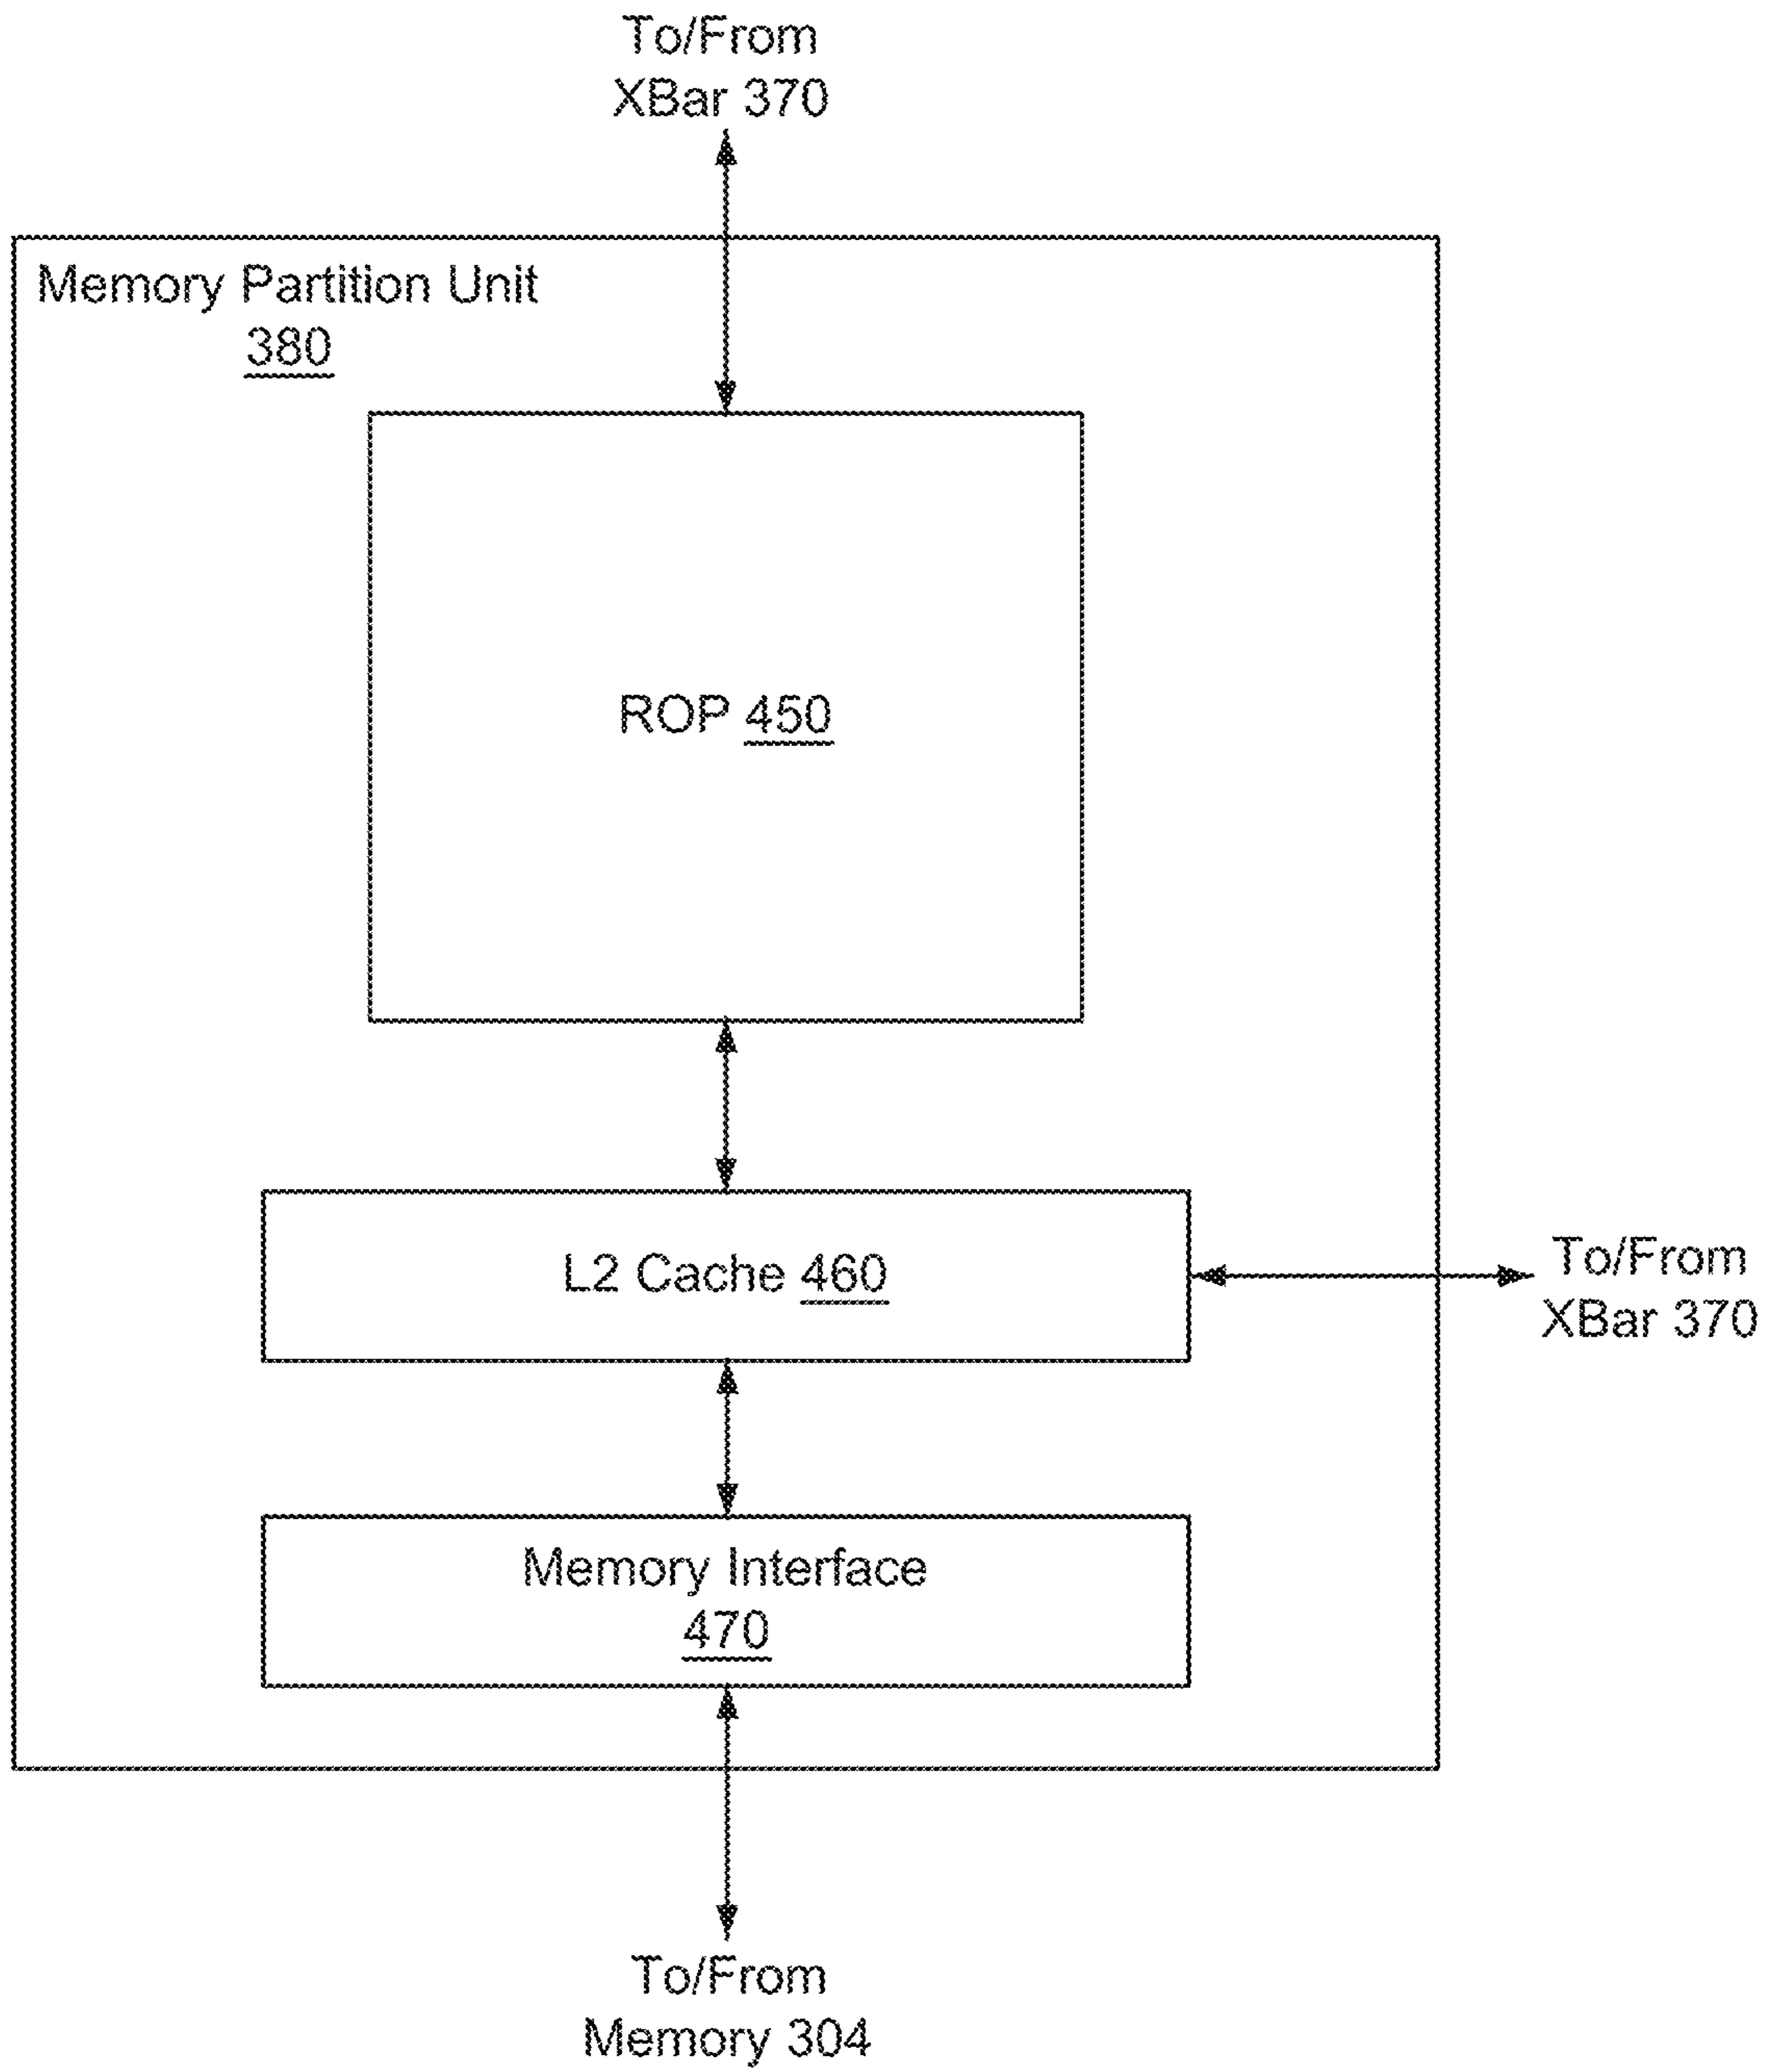 To/From
XBar 370
Memory Partition Unit
380
ROP 450
L2 Cache 460
To/From
XBar 370
Memory Interface
470
To/From
Memory 304